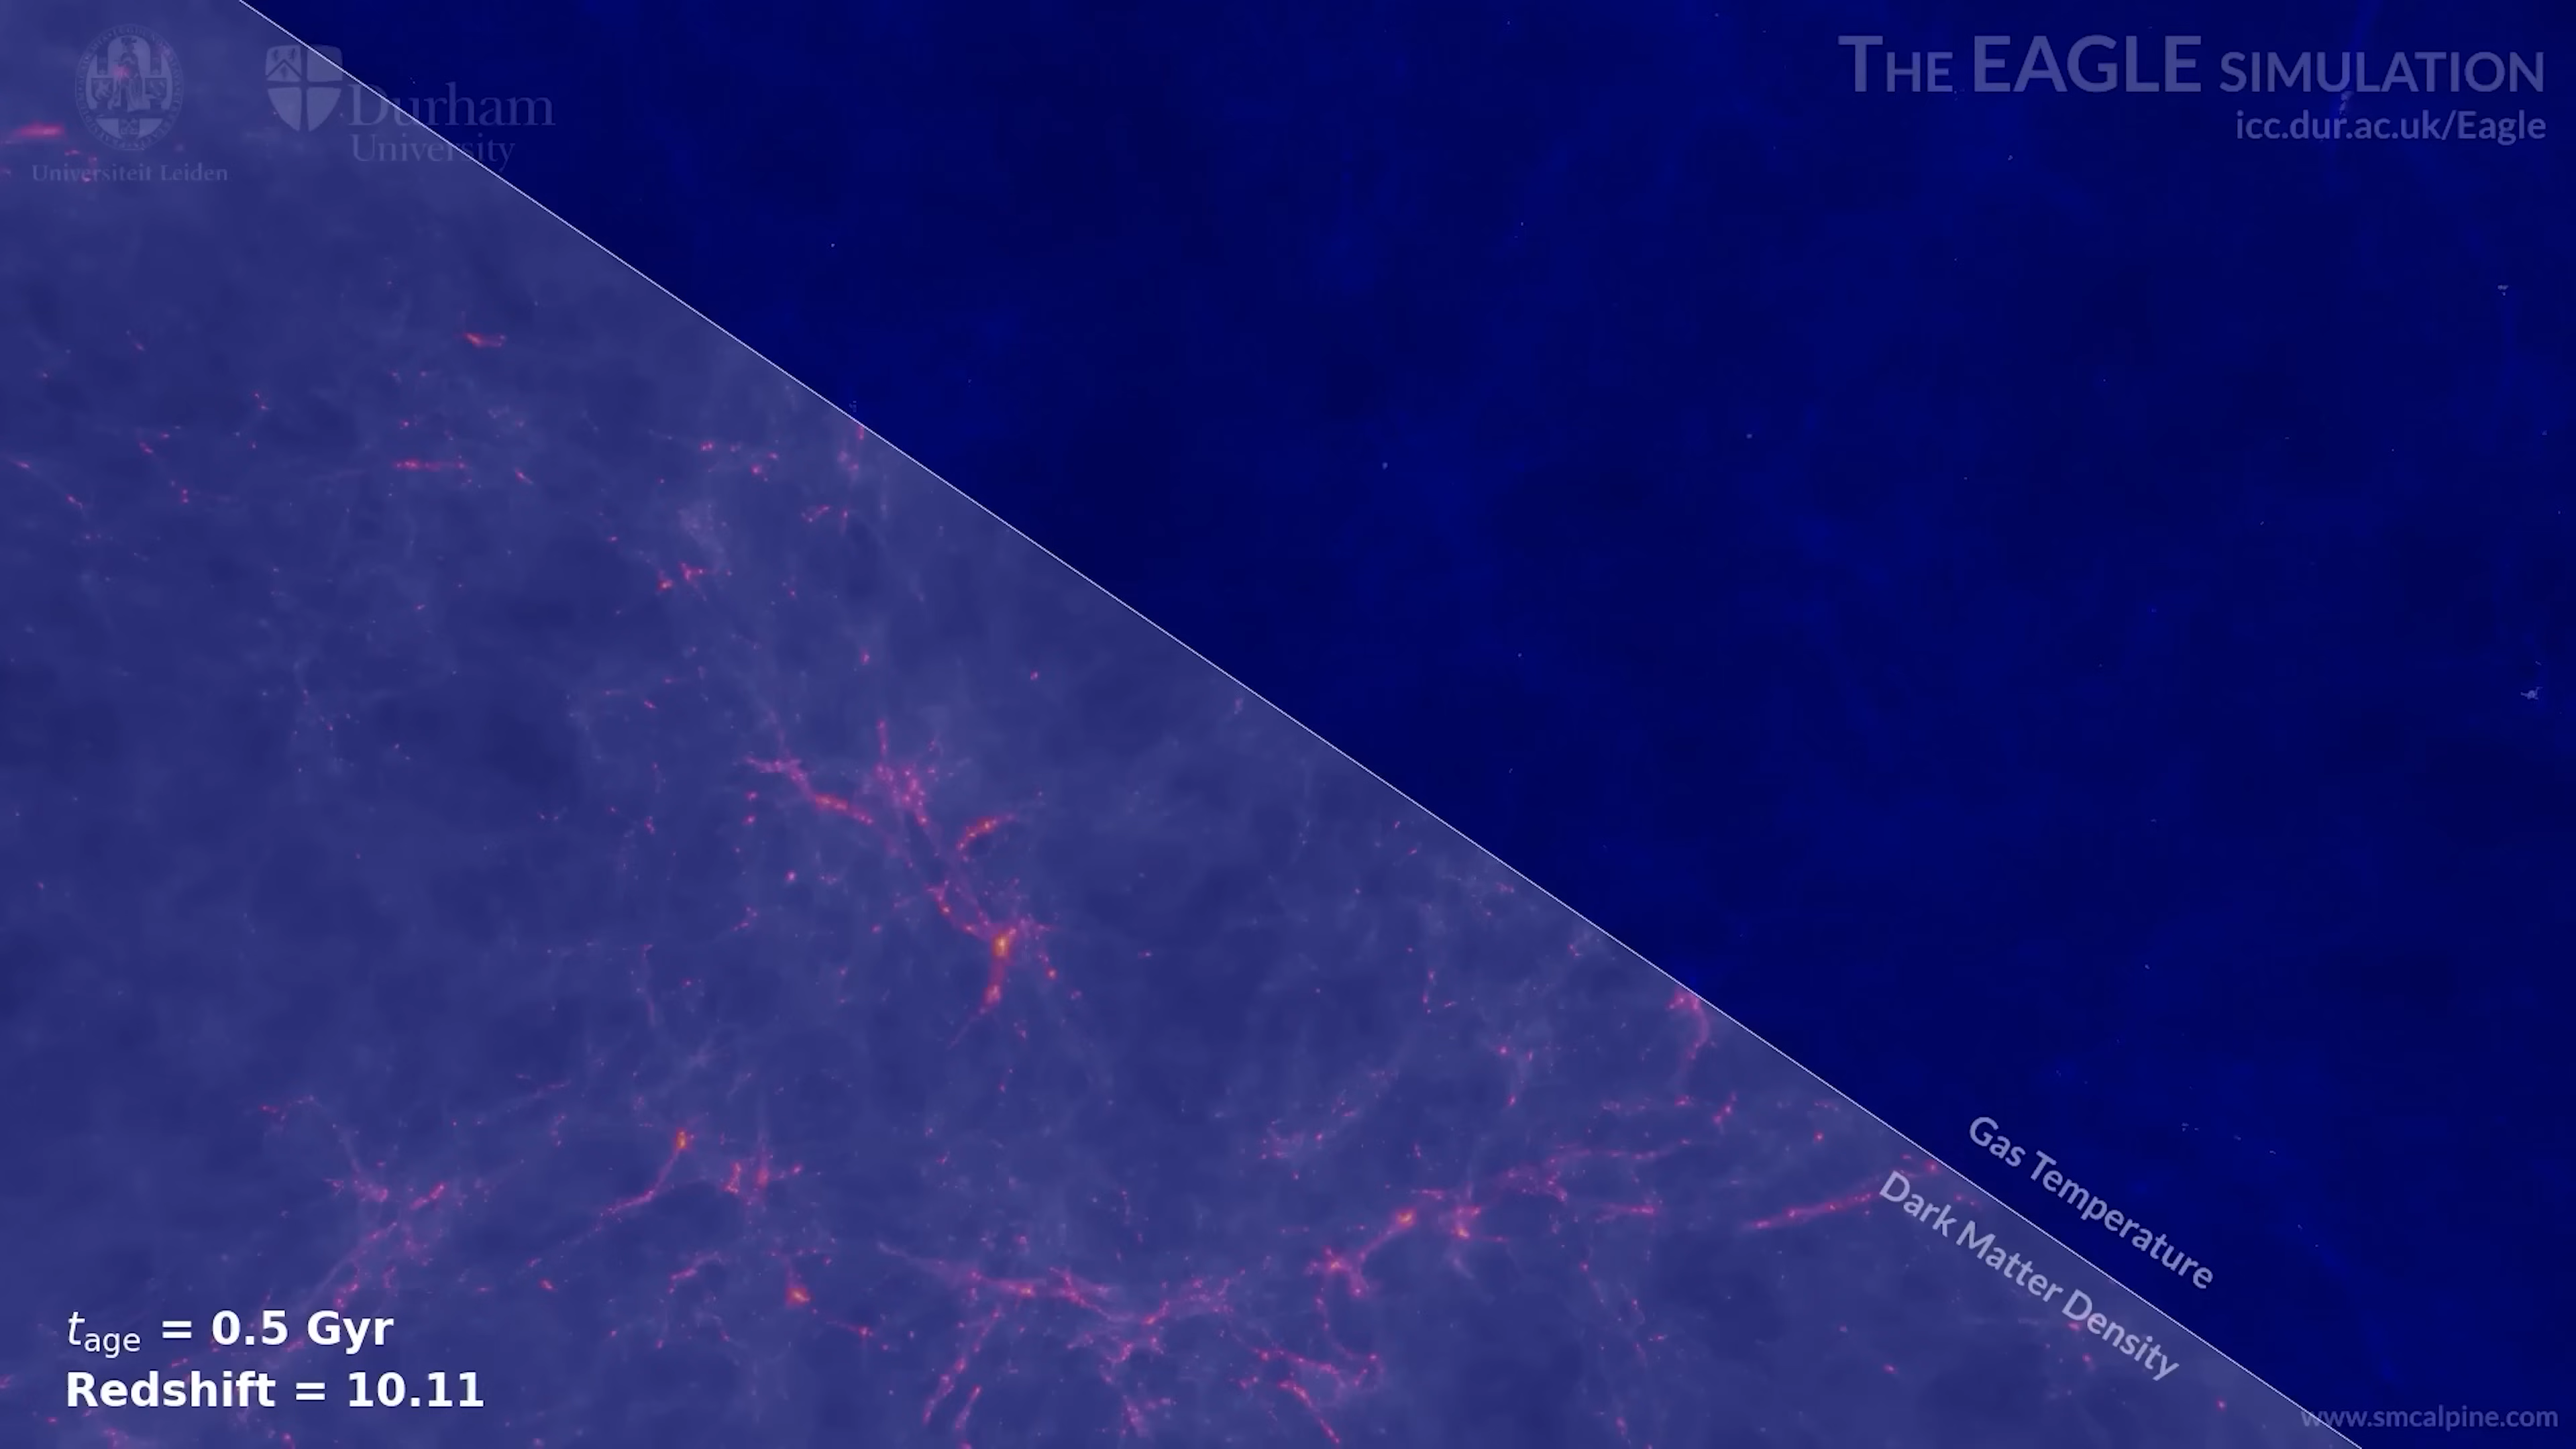 Universiteit Leiden
Durham
University
THE EAGLE SIMULATION
icc.dur.ac.uk/Eagle
Gas Temperature
Dark Matter Density
t_age = 0.5 Gyr
Redshift = 10.11
www.smcalpine.com